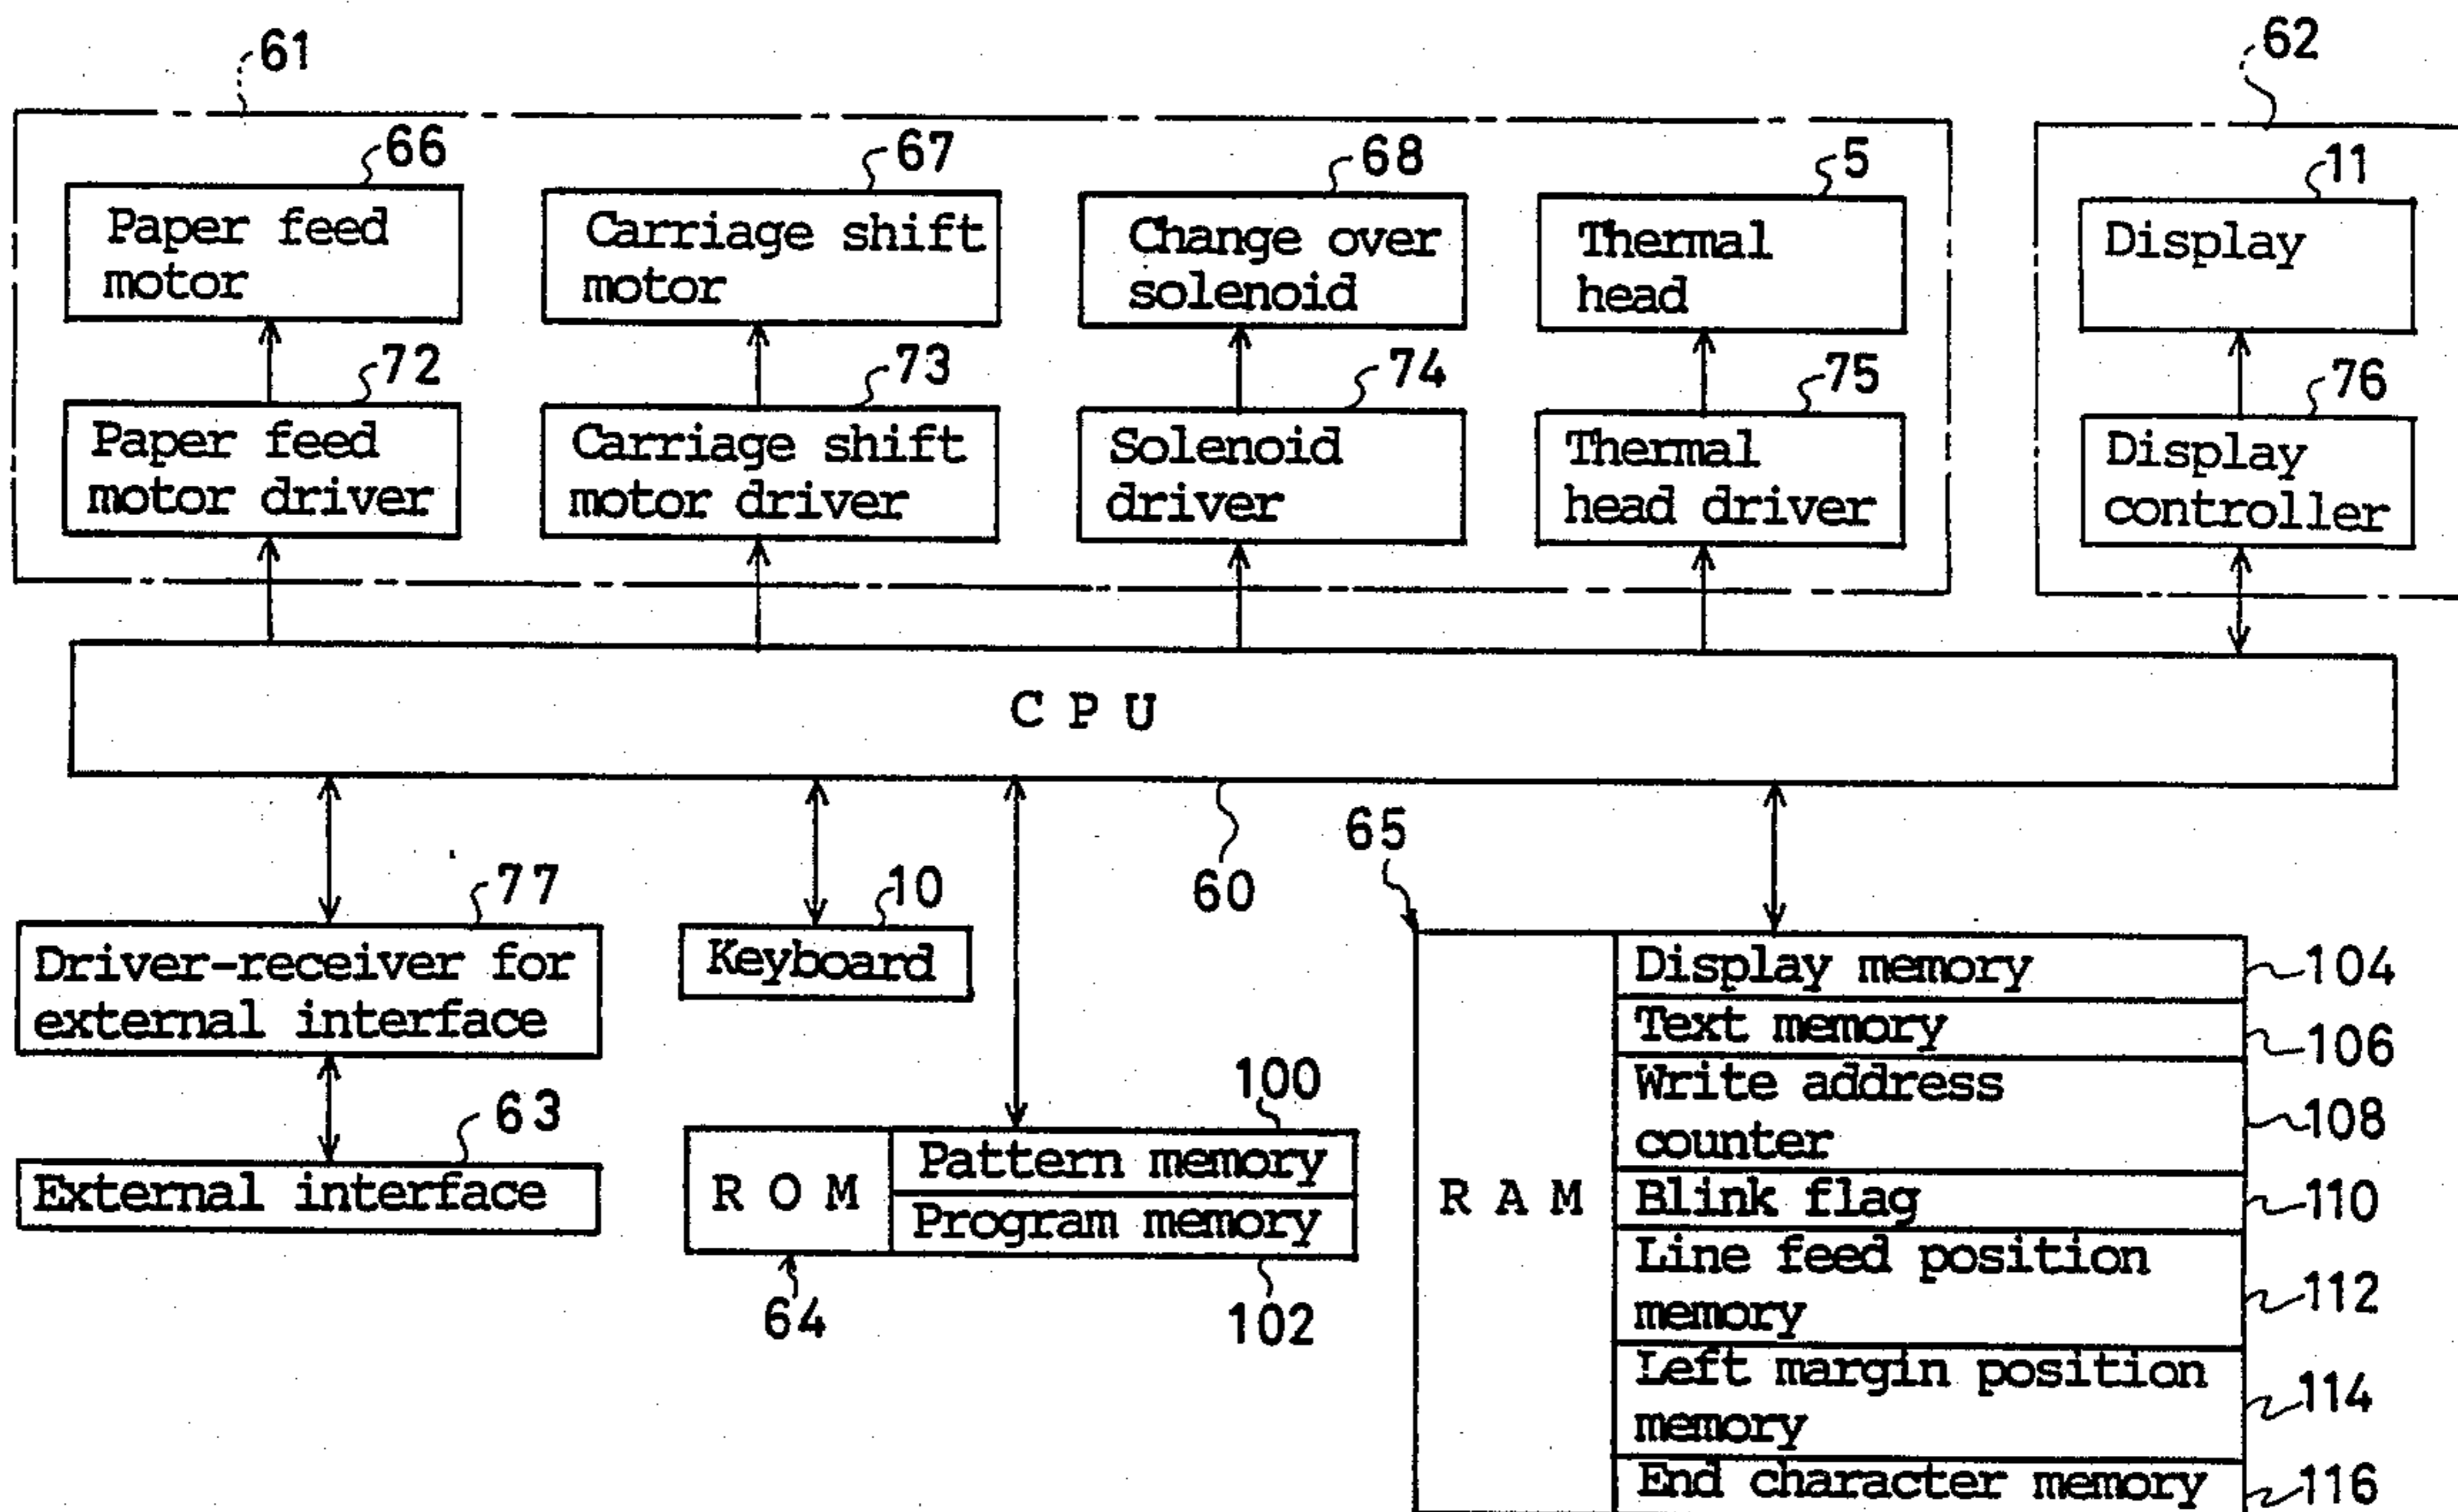 61
62
66
67
68
5
11
Paper feed
motor
Carriage shift
motor
Change over
solenoid
Thermal
head
Display
72
73
74
75
76
Paper feed
motor driver
Carriage shift
motor driver
Solenoid
driver
Thermal
head driver
Display
controller
C P U
60
77
Driver-receiver for
external interface
63
External interface
10
Keyboard
100
R O M
Pattern memory
Program memory
64
102
65
R A M
Display memory
104
Text memory
106
Write address
counter
108
Blink flag
110
Line feed position
memory
112
Left margin position
memory
114
End character memory
116